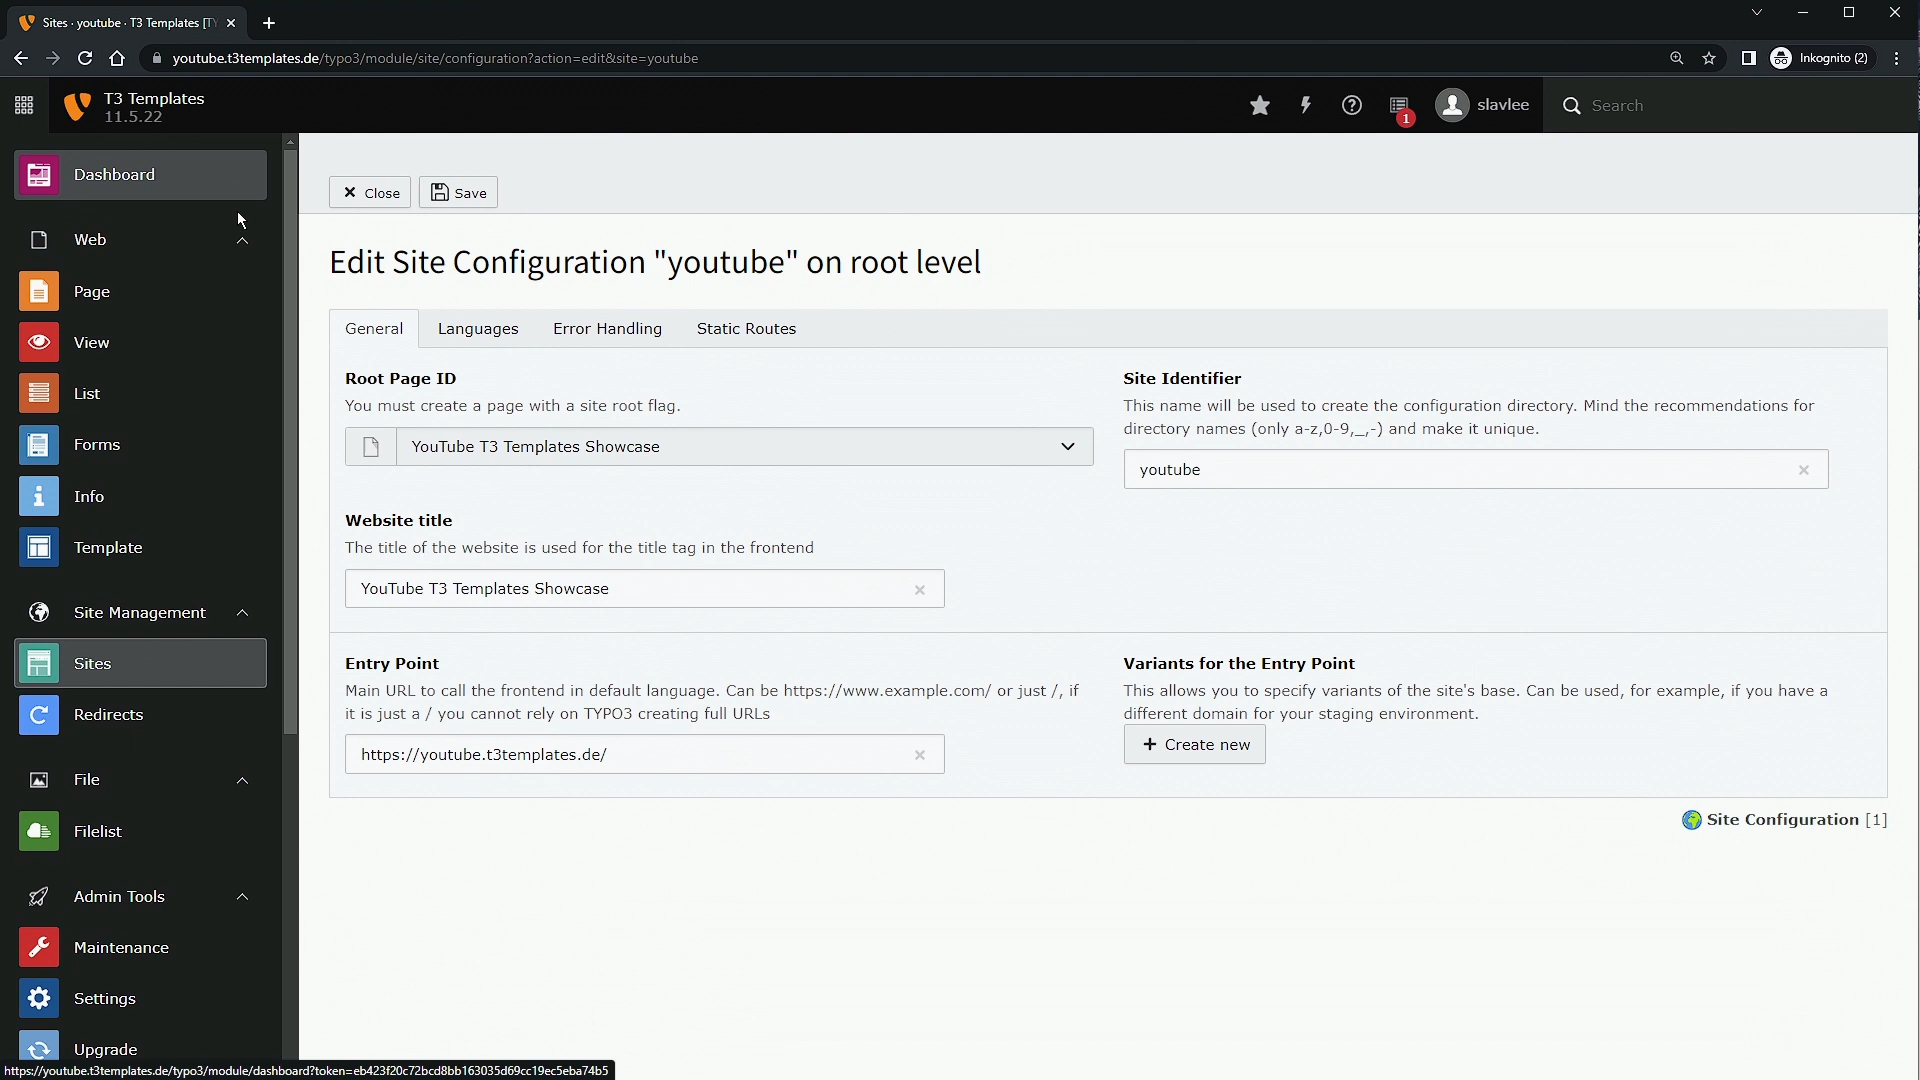 Sites · youtube · T3 Templates [TY
youtube.t3templates.de/typo3/module/site/configuration?action=edit&site=youtube
Inkognito (2)
T3 Templates
11.5.22
1
slavlee
Search
Dashboard
Web
Page
View
List
Forms
Info
Template
Site Management
Sites
Redirects
File
Filelist
Admin Tools
Maintenance
Settings
Upgrade
Close
Save
Edit Site Configuration "youtube" on root level
General
Languages
Error Handling
Static Routes
Root Page ID
You must create a page with a site root flag.
YouTube T3 Templates Showcase
Site Identifier
This name will be used to create the configuration directory. Mind the recommendations for
directory names (only a-z,0-9,_,-) and make it unique.
youtube
Website title
The title of the website is used for the title tag in the frontend
YouTube T3 Templates Showcase
Entry Point
Main URL to call the frontend in default language. Can be https://www.example.com/ or just /, if
it is just a / you cannot rely on TYPO3 creating full URLs
https://youtube.t3templates.de/
Variants for the Entry Point
This allows you to specify variants of the site's base. Can be used, for example, if you have a
different domain for your staging environment.
Create new
Site Configuration [1]
https://youtube.t3templates.de/typo3/module/dashboard?token=eb423f20c72bcd8bb163035d69cc19ec5eba74b5